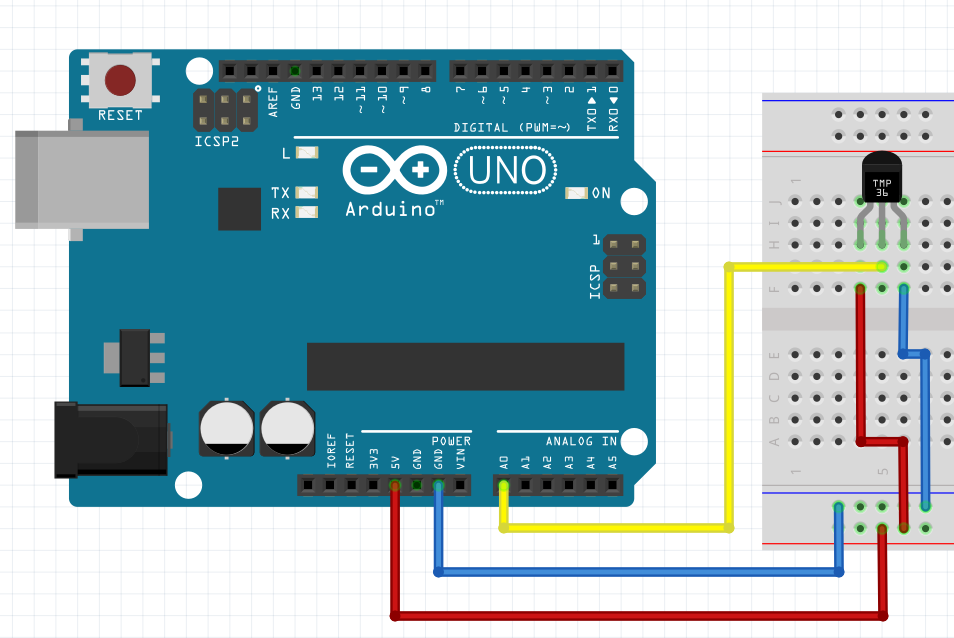 RESET
ICSP2
AREF
GND
13
12
~11
~10
~9
8
7
~6
~5
4
~3
2
TX0▶1
RX0◀0
DIGITAL (PWM=~)
L
TX
RX
UNO
ON
Arduino™
1
ICSP
TMP
36
1
J
I
H
F
E
D
C
B
A
1
5
POWER
ANALOG IN
IOREF
RESET
3V3
5V
GND
GND
VIN
A0
A1
A2
A3
A4
A5